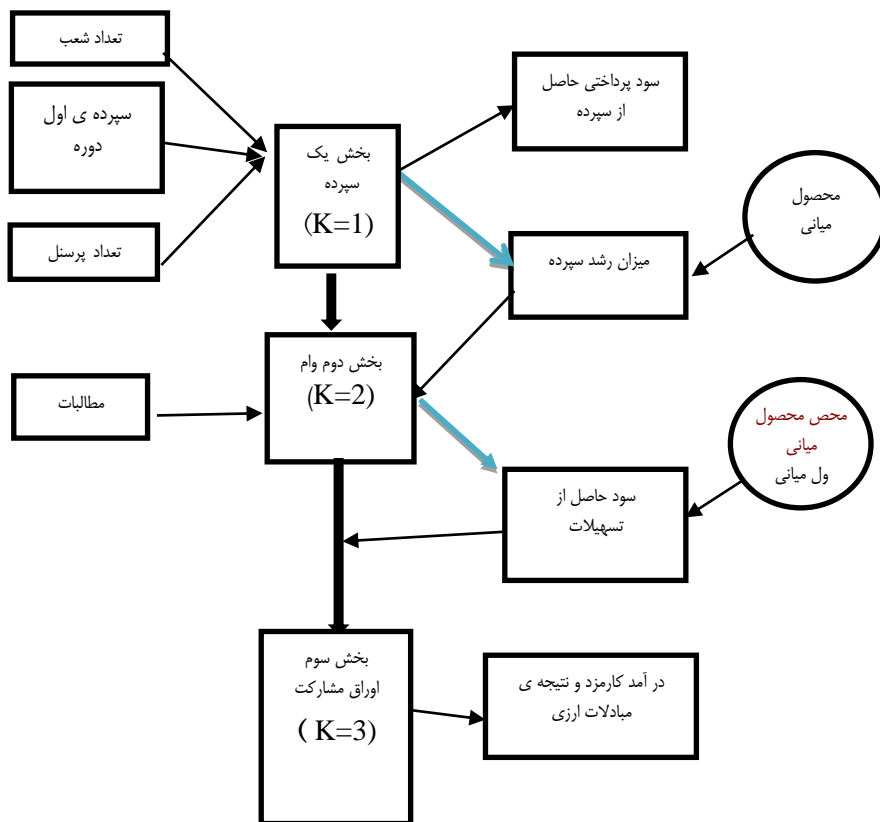 تعداد شعب
سپرده ی اول
دوره
تعداد پرسنل
بخش یک
سپرده
(K=1)
سود پرداختی حاصل
از سپرده
محصول
میانی
میزان رشد سپرده
بخش دوم وام
(K=2)
مطالبات
محص محصول
میانی
ول میانی
سود حاصل از
تسهیلات
بخش سوم
اوراق مشارکت
( K=3)
در آمد کارمزد و نتیجه ی
مبادلات ارزی